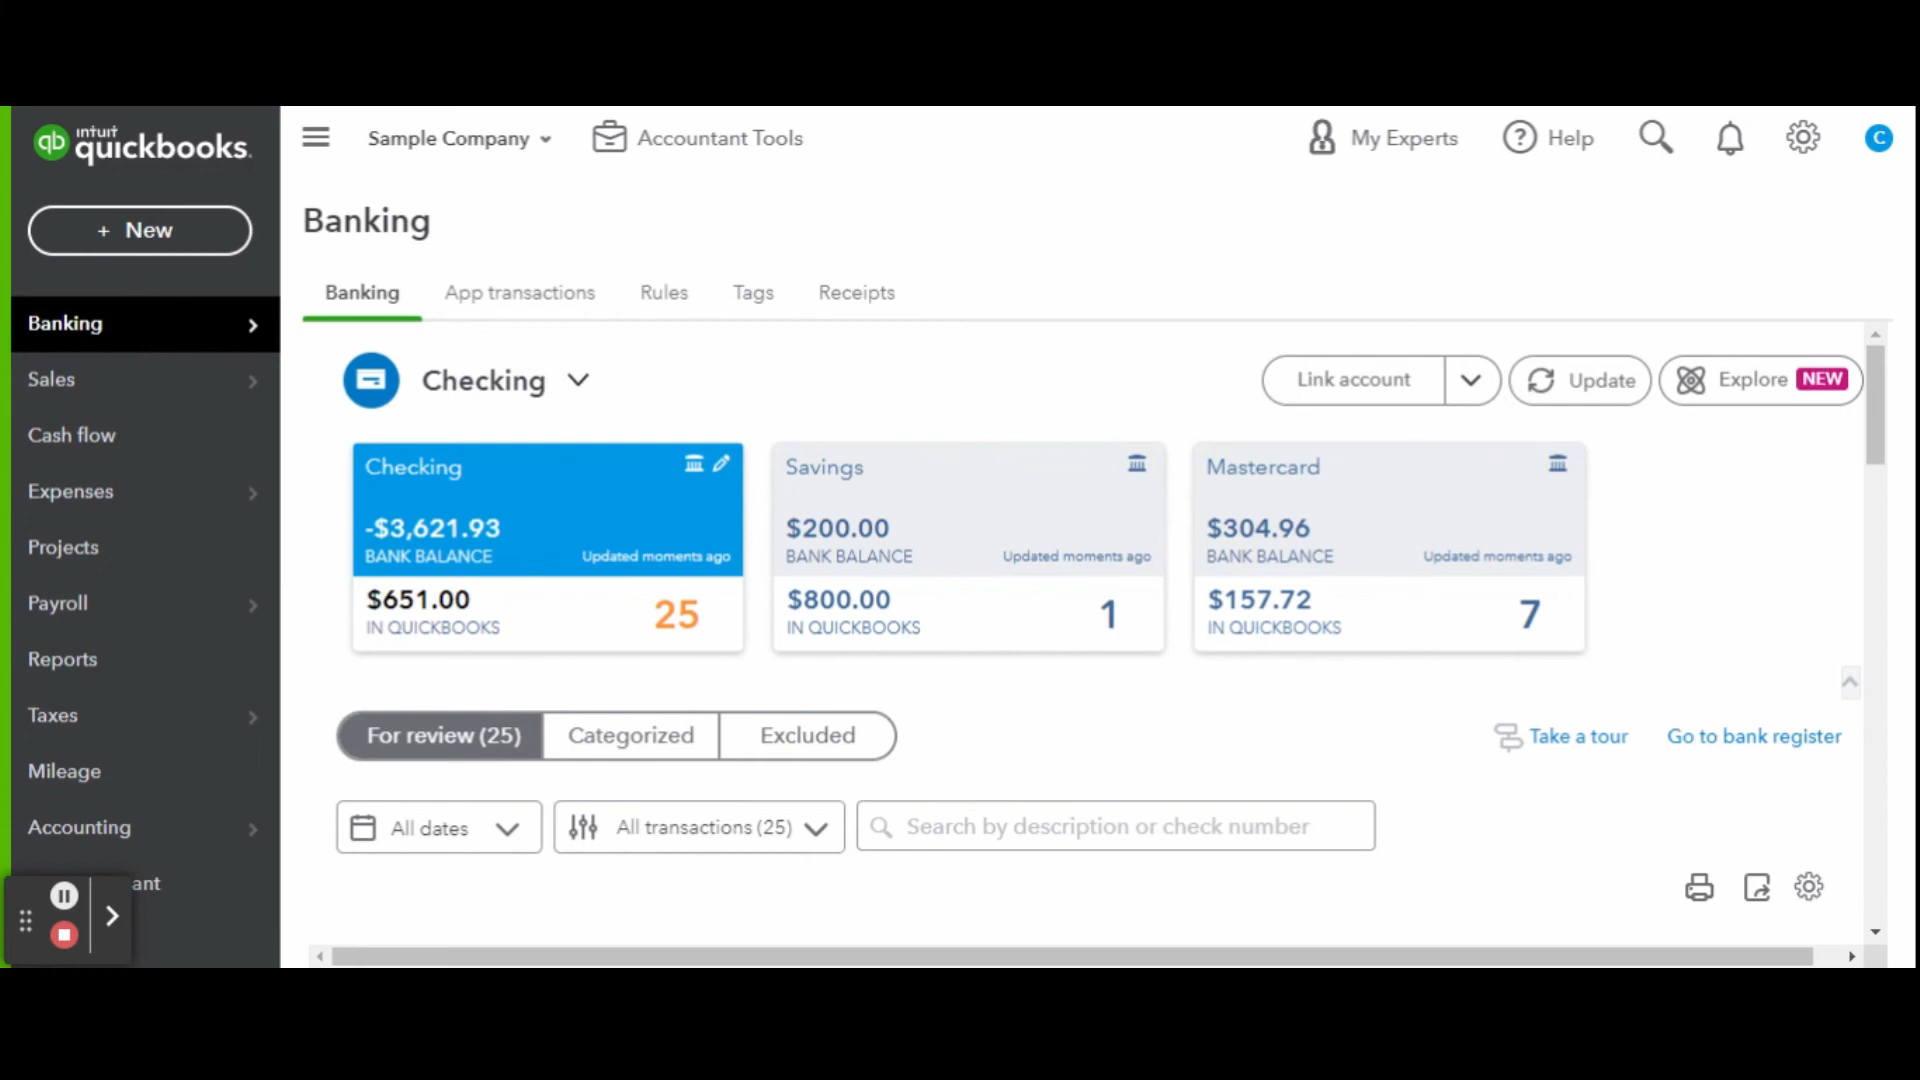 intuit
quickbooks.
Sample Company
Accountant Tools
My Experts
Help
C
+ New
Banking
Banking
App transactions
Rules
Tags
Receipts
Banking
Sales
Cash flow
Expenses
Projects
Payroll
Reports
Taxes
Mileage
Accounting
ant
Checking
Link account
Update
Explore NEW
Checking
-$3,621.93
BANK BALANCE
Updated moments ago
$651.00
IN QUICKBOOKS
25
Savings
$200.00
BANK BALANCE
Updated moments ago
$800.00
IN QUICKBOOKS
1
Mastercard
$304.96
BANK BALANCE
Updated moments ago
$157.72
IN QUICKBOOKS
7
For review (25)
Categorized
Excluded
Take a tour
Go to bank register
All dates
All transactions (25)
Search by description or check number